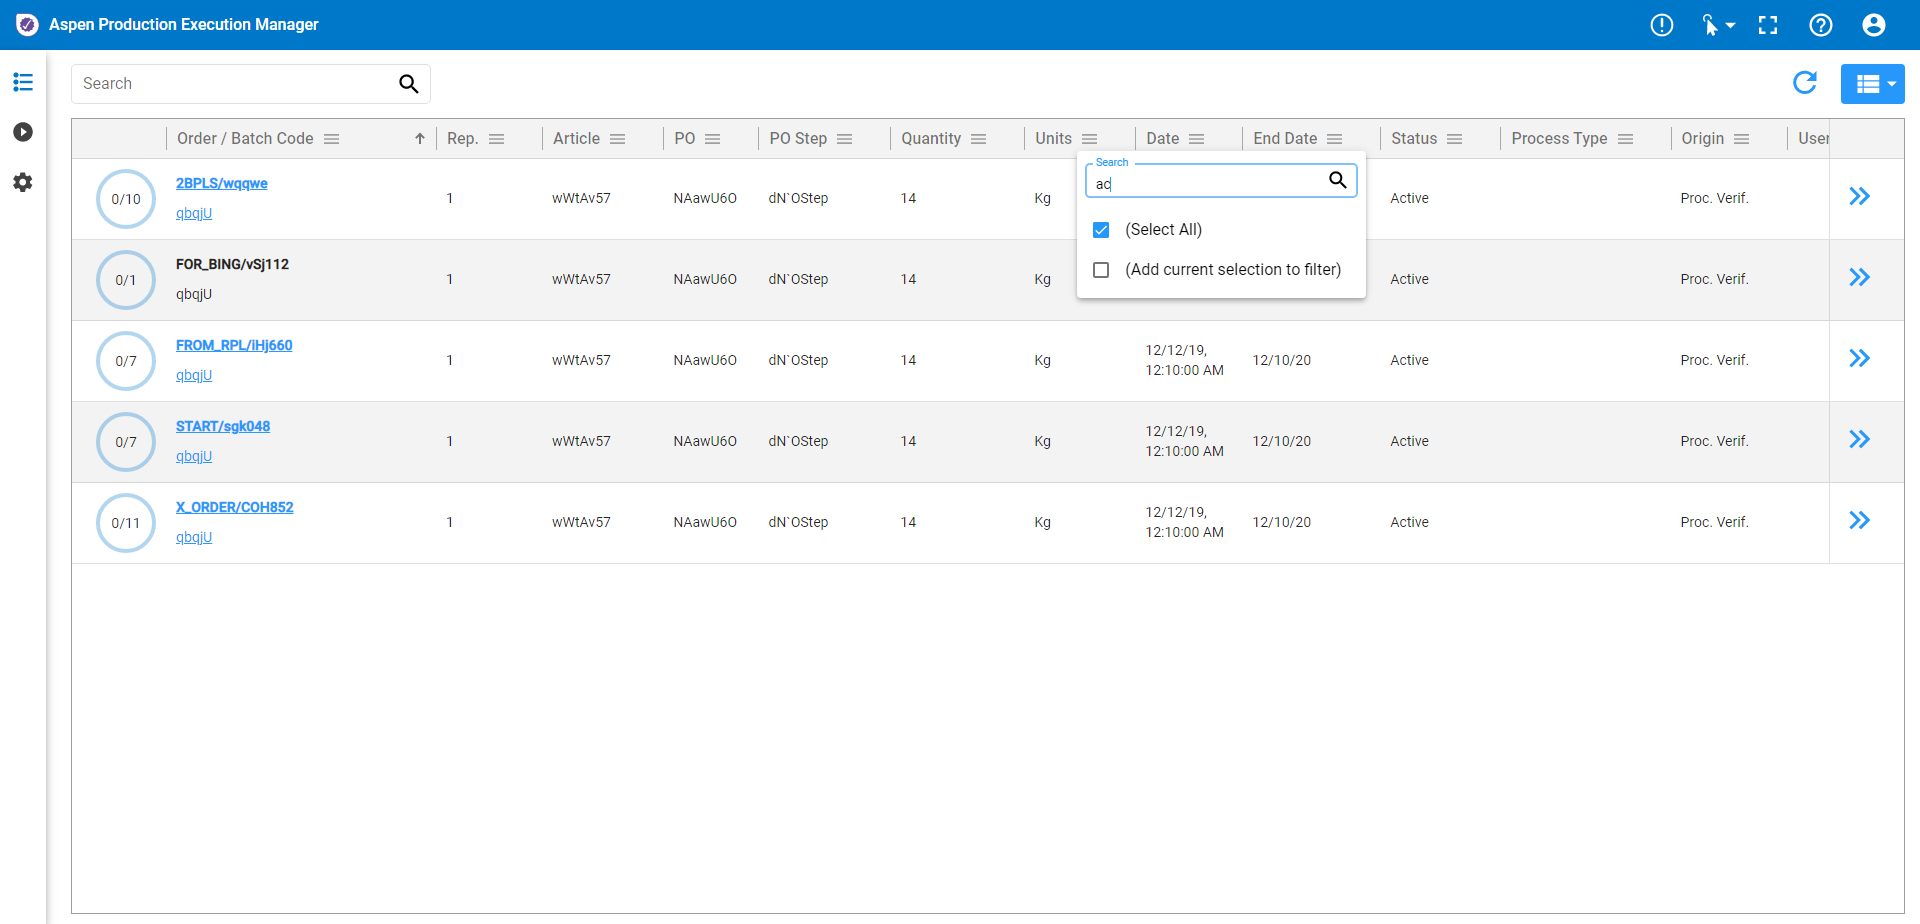 Aspen Production Execution Manager
Search
Order / Batch Code Rep. Article PO PO Step Quantity Units Date End Date Status Process Type Origin User
Search
ac
(Select All)
(Add current selection to filter)
0/10 2BPLS/wqqwe 1 wWtAv57 NAawU6O dN`OStep 14 Kg Active Proc. Verif.
qbqjU
0/1 FOR_BING/vSj112 1 wWtAv57 NAawU6O dN`OStep 14 Kg Active Proc. Verif.
qbqjU
0/7 FROM_RPL/iHj660 1 wWtAv57 NAawU6O dN`OStep 14 Kg 12/12/19, 12:10:00 AM 12/10/20 Active Proc. Verif.
qbqjU
0/7 START/sgk048 1 wWtAv57 NAawU6O dN`OStep 14 Kg 12/12/19, 12:10:00 AM 12/10/20 Active Proc. Verif.
qbqjU
0/11 X_ORDER/COH852 1 wWtAv57 NAawU6O dN`OStep 14 Kg 12/12/19, 12:10:00 AM 12/10/20 Active Proc. Verif.
qbqjU